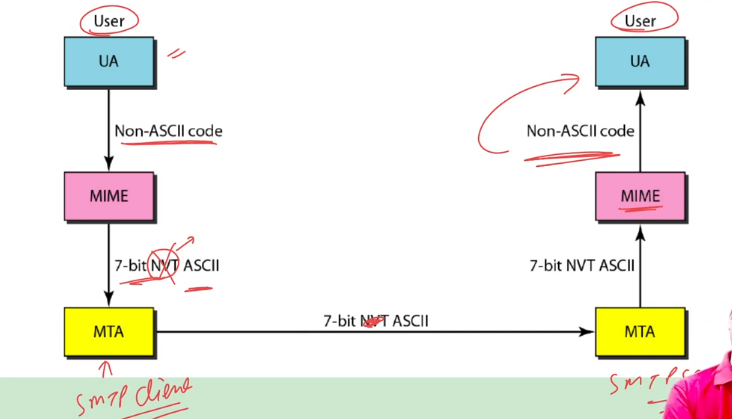 User
UA
Non-ASCII code
MIME
7-bit NVT ASCII
MTA
SMTP Client
7-bit NVT ASCII
User
UA
Non-ASCII code
MIME
7-bit NVT ASCII
MTA
SMTP